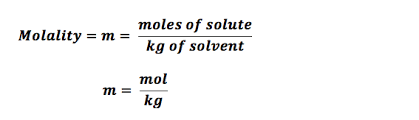 Molality = m = moles of solute / kg of solvent
m = mol / kg